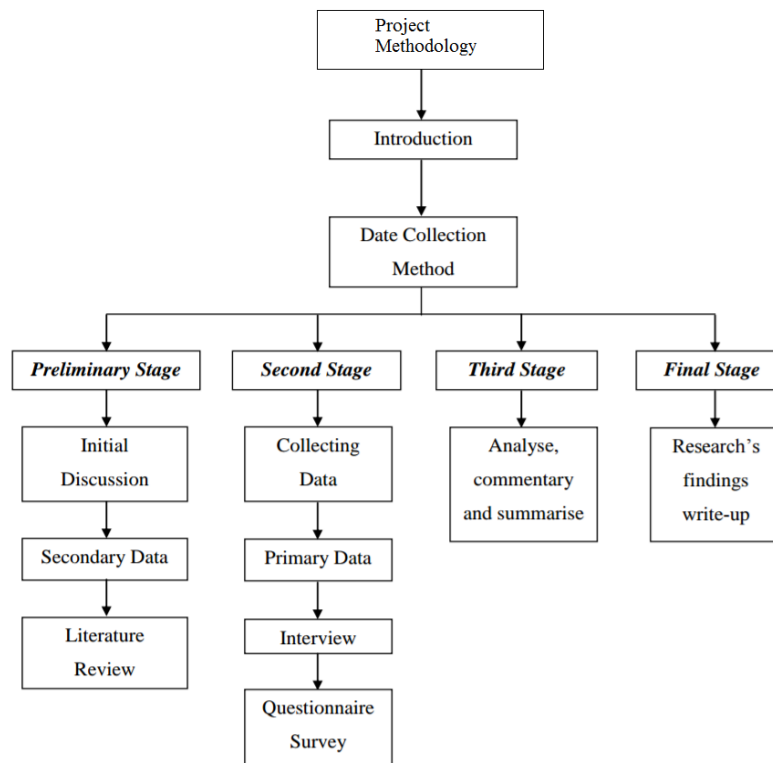 Project
Methodology
Introduction
Date Collection
Method
Preliminary Stage
Second Stage
Third Stage
Final Stage
Initial
Discussion
Collecting
Data
Analyse,
commentary
and summarise
Research's
findings
write-up
Secondary Data
Primary Data
Literature
Review
Interview
Questionnaire
Survey